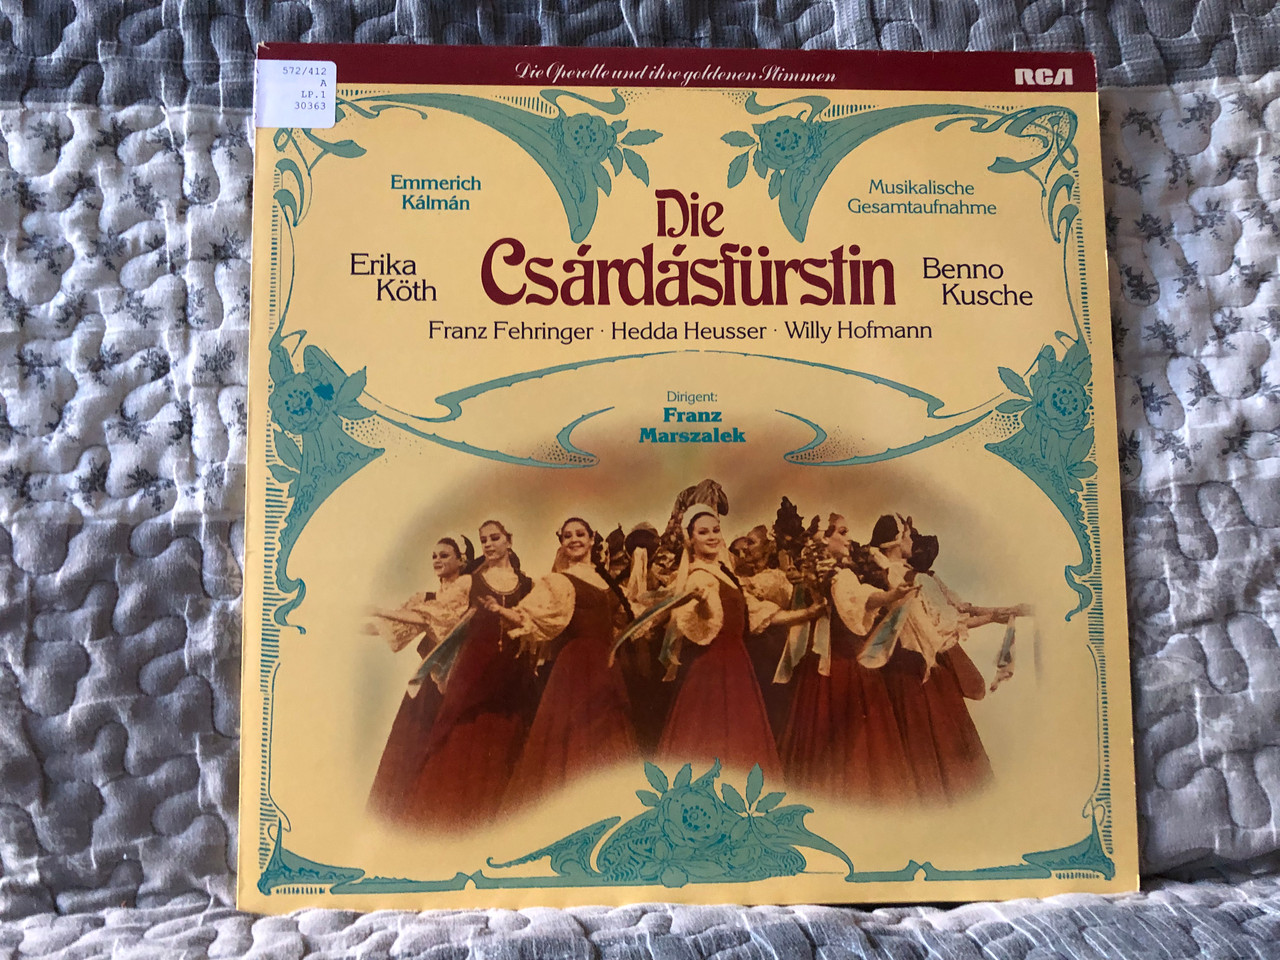 572/412
A
LP.1
30363
Die Operette und ihre goldenen Stimmen
RCA
Emmerich
Kálmán
Musikalische
Gesamtaufnahme
Die
Csárdásfürstin
Erika
Köth
Benno
Kusche
Franz Fehringer · Hedda Heusser · Willy Hofmann
Dirigent:
Franz
Marszalek